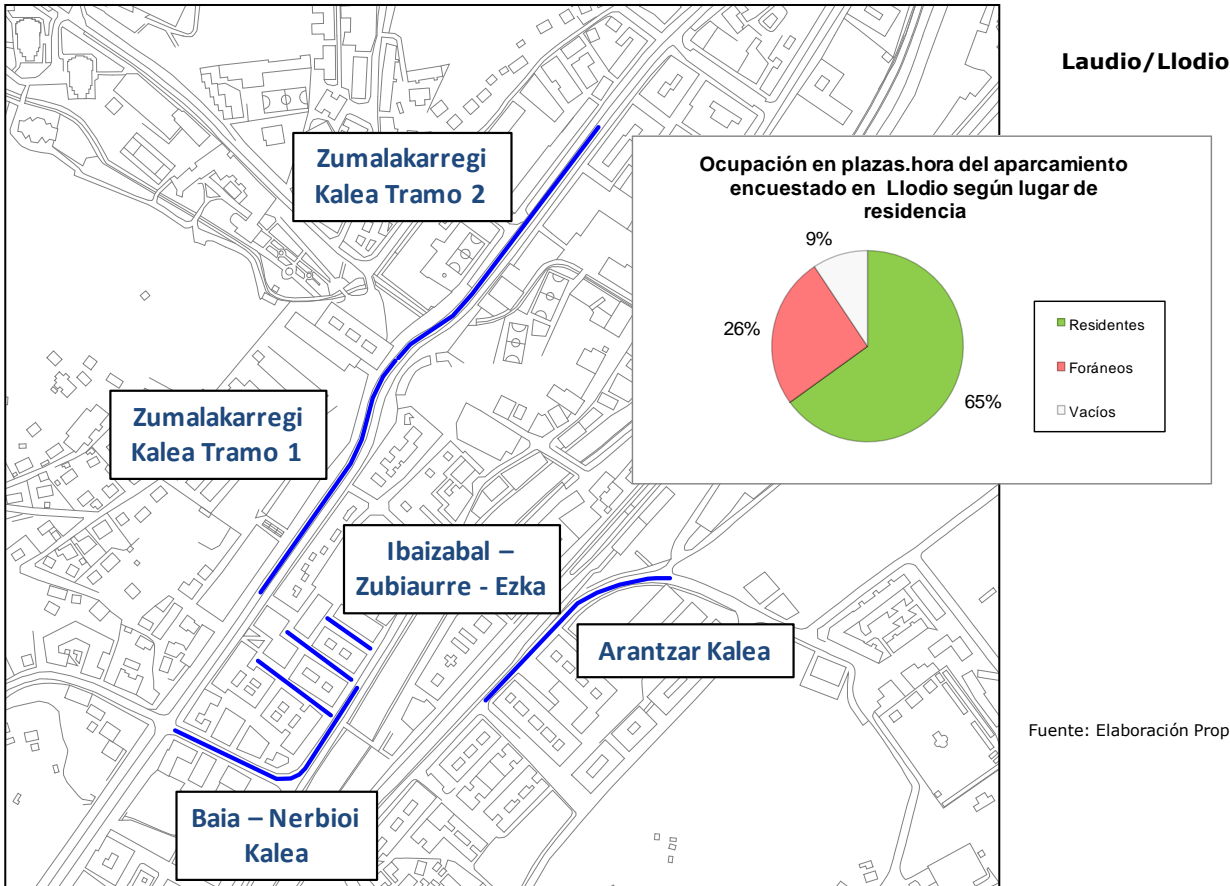 Laudio/Llodio
Zumalakarregi
Kalea Tramo 2
Ocupación en plazas.hora del aparcamiento
encuestado en Llodio según lugar de
residencia
9%
26%
65%
Residentes
Foráneos
Vacíos
Zumalakarregi
Kalea Tramo 1
Ibaizabal –
Zubiaurre - Ezka
Arantzar Kalea
Fuente: Elaboración Prop
Baia – Nerbioi
Kalea